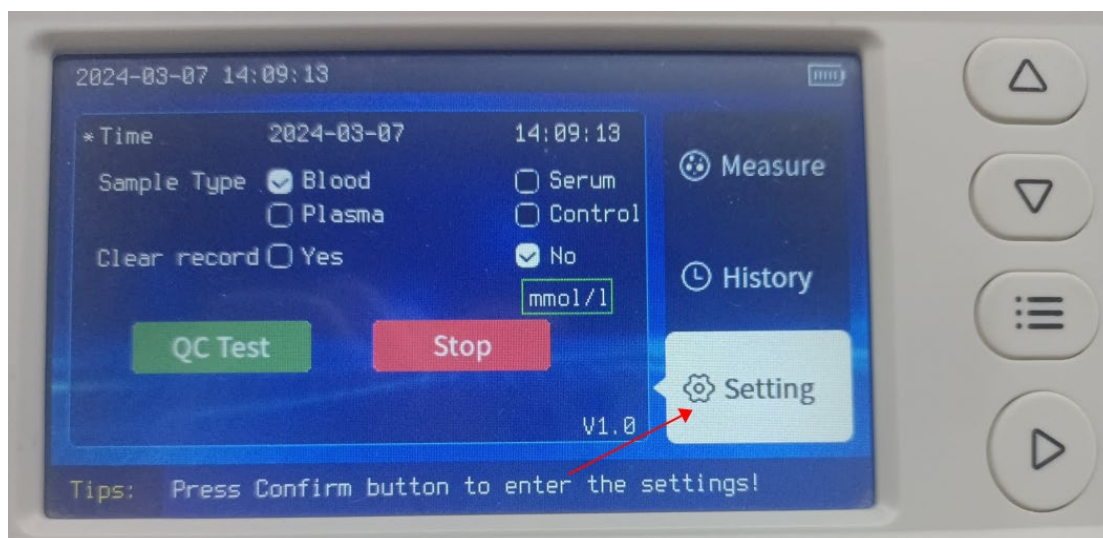 2024-03-07 14:09:13
*Time 2024-03-07 14:09:13
Sample Type Blood Serum
Plasma Control
Clear record Yes No
mmol/l
QC Test Stop
V1.0
Measure
History
Setting
Tips: Press Confirm button to enter the settings!